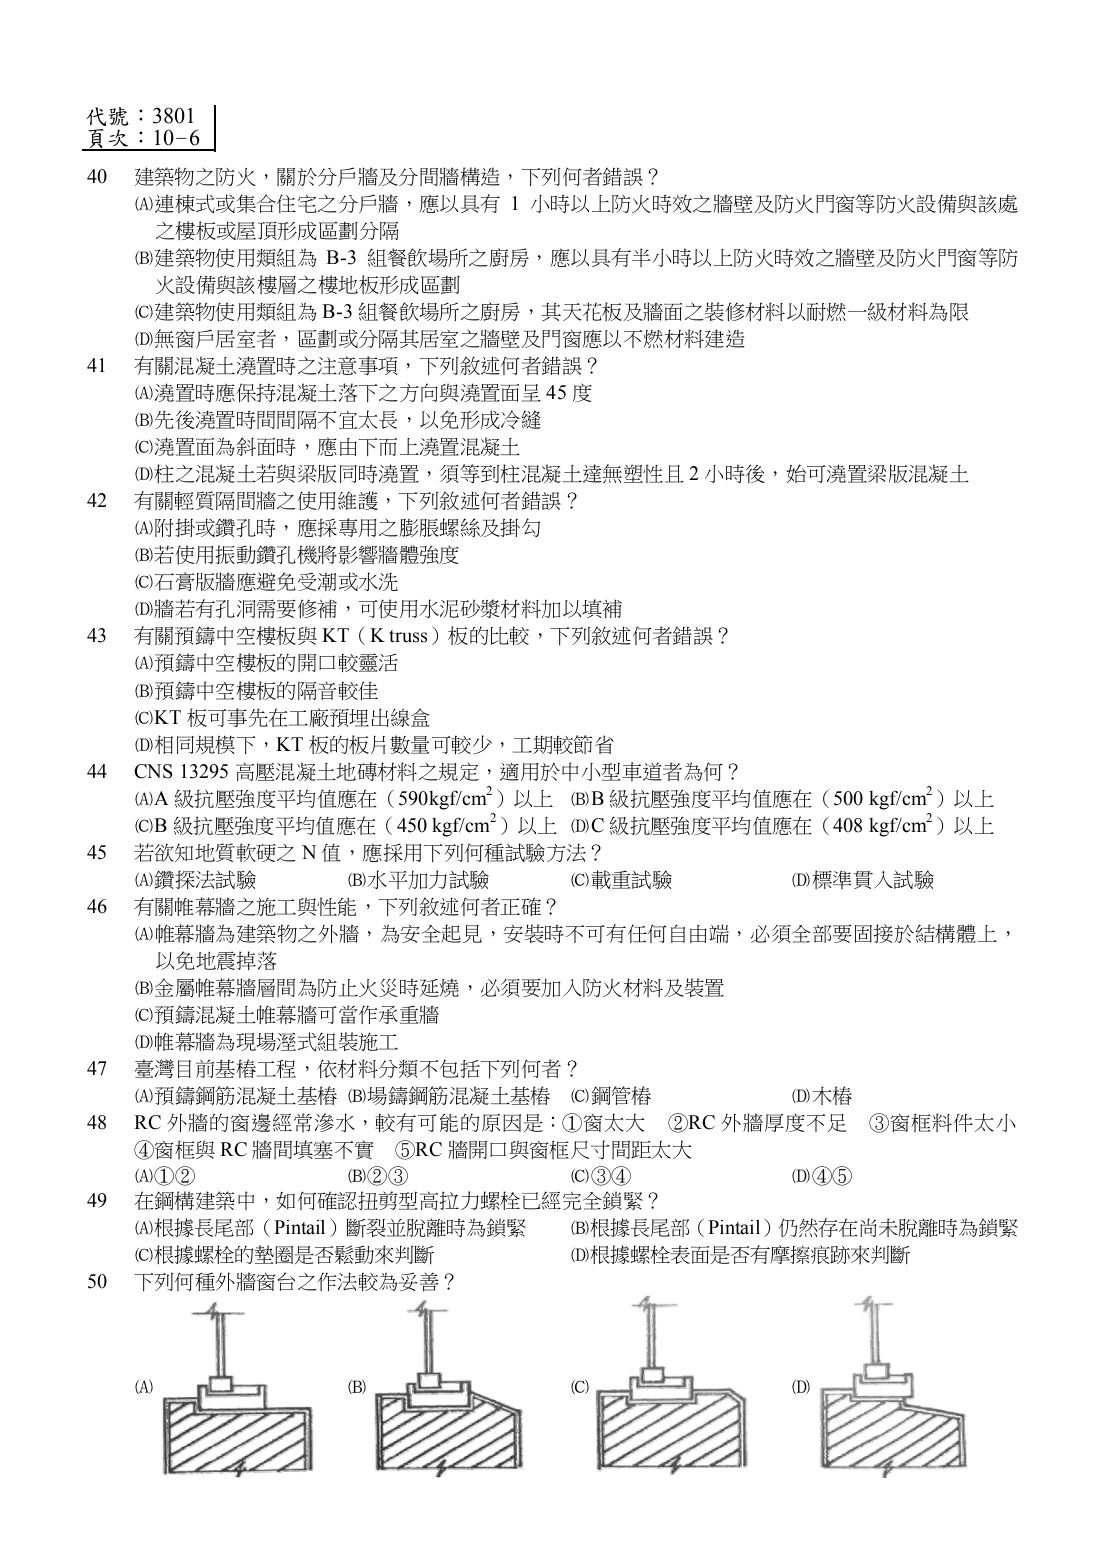 代號：3801
頁次：10−6
40 建築物之防火，關於分戶牆及分間牆構造，下列何者錯誤？
(A)連棟式或集合住宅之分戶牆，應以具有 1 小時以上防火時效之牆壁及防火門窗等防火設備與該處
之樓板或屋頂形成區劃分隔
(B)建築物使用類組為 B-3 組餐飲場所之廚房，應以具有半小時以上防火時效之牆壁及防火門窗等防
火設備與該樓層之樓地板形成區劃
(C)建築物使用類組為 B-3 組餐飲場所之廚房，其天花板及牆面之裝修材料以耐燃一級材料為限
(D)無窗戶居室者，區劃或分隔其居室之牆壁及門窗應以不燃材料建造
41 有關混凝土澆置時之注意事項，下列敘述何者錯誤？
(A)澆置時應保持混凝土落下之方向與澆置面呈 45 度
(B)先後澆置時間間隔不宜太長，以免形成冷縫
(C)澆置面為斜面時，應由下而上澆置混凝土
(D)柱之混凝土若與梁版同時澆置，須等到柱混凝土達無塑性且 2 小時後，始可澆置梁版混凝土
42 有關輕質隔間牆之使用維護，下列敘述何者錯誤？
(A)附掛或鑽孔時，應採專用之膨脹螺絲及掛勾
(B)若使用振動鑽孔機將影響牆體強度
(C)石膏版牆應避免受潮或水洗
(D)牆若有孔洞需要修補，可使用水泥砂漿材料加以填補
43 有關預鑄中空樓板與 KT（K truss）板的比較，下列敘述何者錯誤？
(A)預鑄中空樓板的開口較靈活
(B)預鑄中空樓板的隔音較佳
(C)KT 板可事先在工廠預埋出線盒
(D)相同規模下，KT 板的板片數量可較少，工期較節省
44 CNS 13295 高壓混凝土地磚材料之規定，適用於中小型車道者為何？
(A)A 級抗壓強度平均值應在（590kgf/cm²）以上 (B)B 級抗壓強度平均值應在（500 kgf/cm²）以上
(C)B 級抗壓強度平均值應在（450 kgf/cm²）以上 (D)C 級抗壓強度平均值應在（408 kgf/cm²）以上
45 若欲知地質軟硬之 N 值，應採用下列何種試驗方法？
(A)鑽探法試驗 (B)水平加力試驗 (C)載重試驗 (D)標準貫入試驗
46 有關帷幕牆之施工與性能，下列敘述何者正確？
(A)帷幕牆為建築物之外牆，為安全起見，安裝時不可有任何自由端，必須全部要固接於結構體上，
以免地震掉落
(B)金屬帷幕牆層間為防止火災時延燒，必須要加入防火材料及裝置
(C)預鑄混凝土帷幕牆可當作承重牆
(D)帷幕牆為現場溼式組裝施工
47 臺灣目前基樁工程，依材料分類不包括下列何者？
(A)預鑄鋼筋混凝土基樁 (B)場鑄鋼筋混凝土基樁 (C)鋼管樁 (D)木樁
48 RC 外牆的窗邊經常滲水，較有可能的原因是：①窗太大 ②RC 外牆厚度不足 ③窗框料件太小
④窗框與 RC 牆間填塞不實 ⑤RC 牆開口與窗框尺寸間距太大
(A)①② (B)②③ (C)③④ (D)④⑤
49 在鋼構建築中，如何確認扭剪型高拉力螺栓已經完全鎖緊？
(A)根據長尾部（Pintail）斷裂並脫離時為鎖緊 (B)根據長尾部（Pintail）仍然存在尚未脫離時為鎖緊
(C)根據螺栓的墊圈是否鬆動來判斷 (D)根據螺栓表面是否有摩擦痕跡來判斷
50 下列何種外牆窗台之作法較為妥善？
(A) (B) (C) (D)